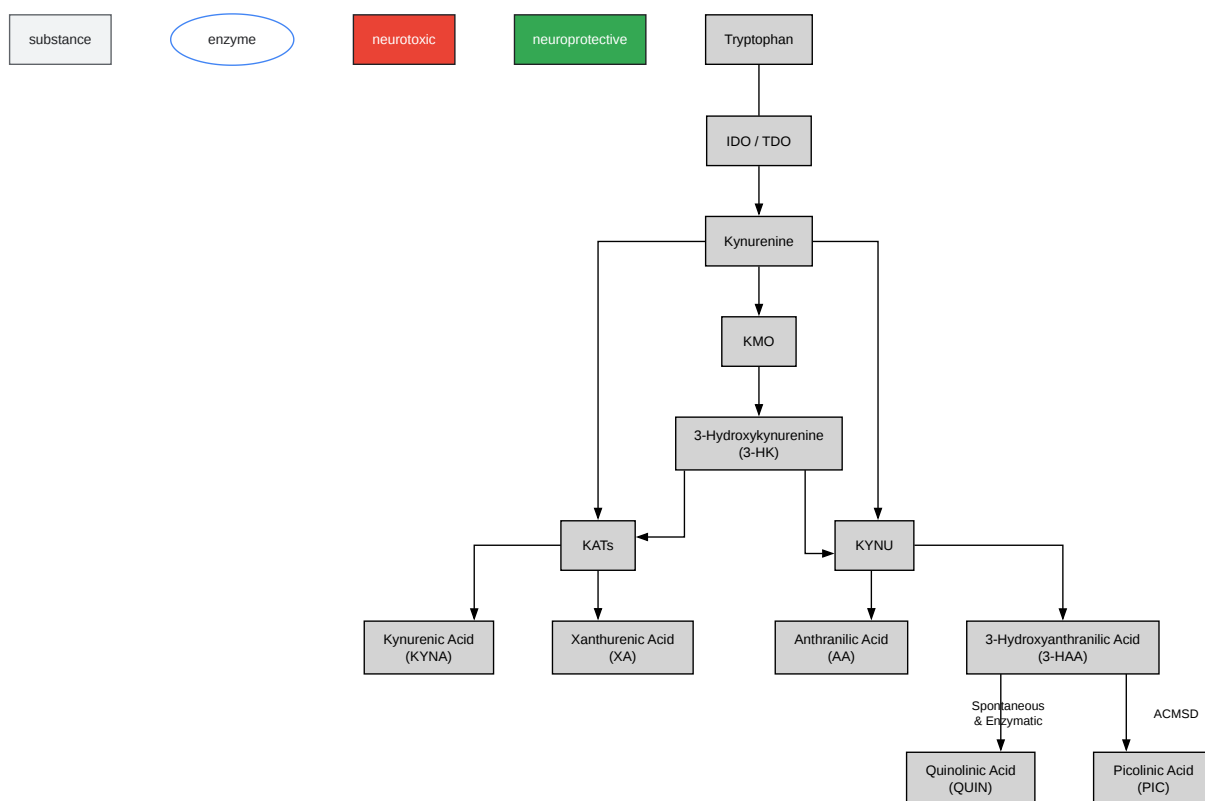 substance
enzyme
neurotoxic
neuroprotective
Tryptophan
IDO / TDO
Kynurenine
KMO
3-Hydroxykynurenine
(3-HK)
KATs
KYNU
Kynurenic Acid
(KYNA)
Xanthurenic Acid
(XA)
Anthranilic Acid
(AA)
3-Hydroxyanthranilic Acid
(3-HAA)
Spontaneous
& Enzymatic
ACMSD
Quinolinic Acid
(QUIN)
Picolinic Acid
(PIC)